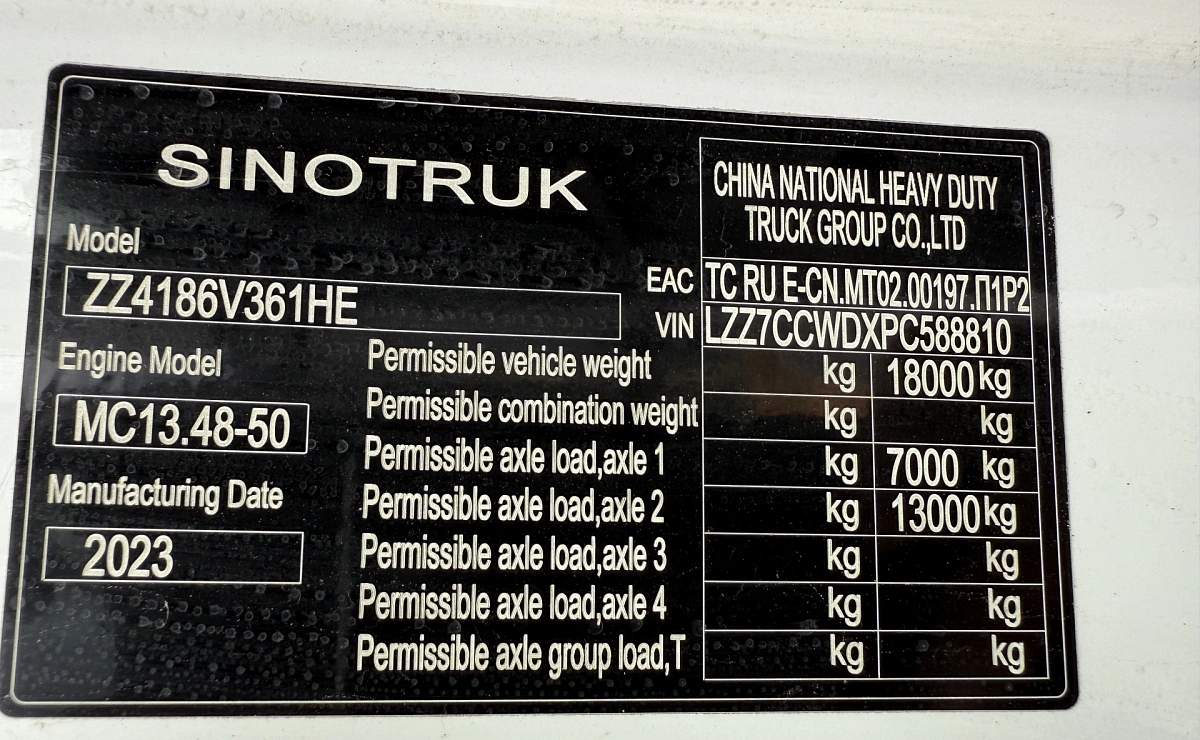 SINOTRUK
CHINA NATIONAL HEAVY DUTY
TRUCK GROUP CO.,LTD
Model
ZZ4186V361HE
EAC TC RU E-CN.MT02.00197.П1P2
VIN LZZ7CCWDXPC588810
Engine Model
MC13.48-50
Manufacturing Date
2023
Permissible vehicle weight kg 18000 kg
Permissible combination weight kg kg
Permissible axle load,axle 1 kg 7000 kg
Permissible axle load,axle 2 kg 13000 kg
Permissible axle load,axle 3 kg kg
Permissible axle load,axle 4 kg kg
Permissible axle group load,T kg kg